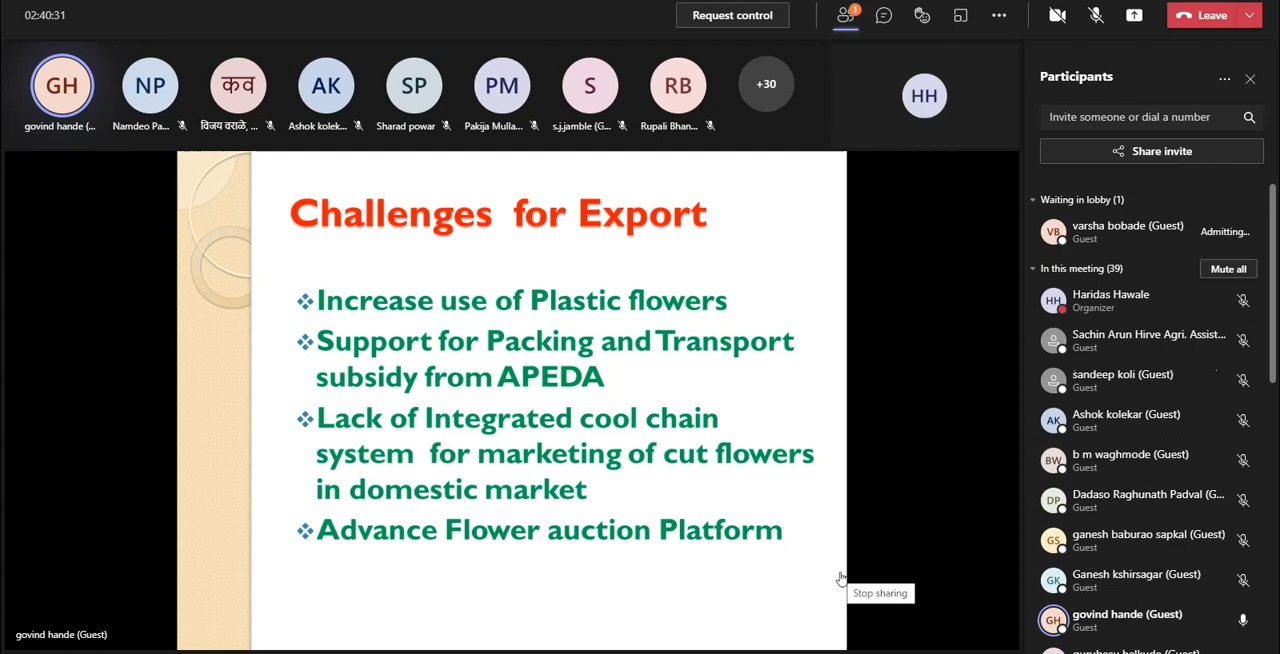 02:40:31
Request control
1
Leave
GH
NP
कव
AK
SP
PM
S
RB
+30
HH
govind hande (...
Namdeo Pa...
विजय वराळे, ...
Ashok kolek...
Sharad powar
Pakija Mulla...
s.j.jamble (G...
Rupali Bhan...
Challenges for Export
Increase use of Plastic flowers
Support for Packing and Transport
subsidy from APEDA
Lack of Integrated cool chain
system for marketing of cut flowers
in domestic market
Advance Flower auction Platform
Stop sharing
govind hande (Guest)
Participants
Invite someone or dial a number
Share invite
Waiting in lobby (1)
VB
varsha bobade (Guest)
Guest
Admitting...
In this meeting (39)
Mute all
HH
Haridas Hawale
Organizer
Sachin Arun Hirve Agri. Assist...
Guest
sandeep koli (Guest)
Guest
AK
Ashok kolekar (Guest)
Guest
BW
b m waghmode (Guest)
Guest
DP
Dadaso Raghunath Padval (G...
Guest
GS
ganesh baburao sapkal (Guest)
Guest
GK
Ganesh kshirsagar (Guest)
Guest
GH
govind hande (Guest)
Guest